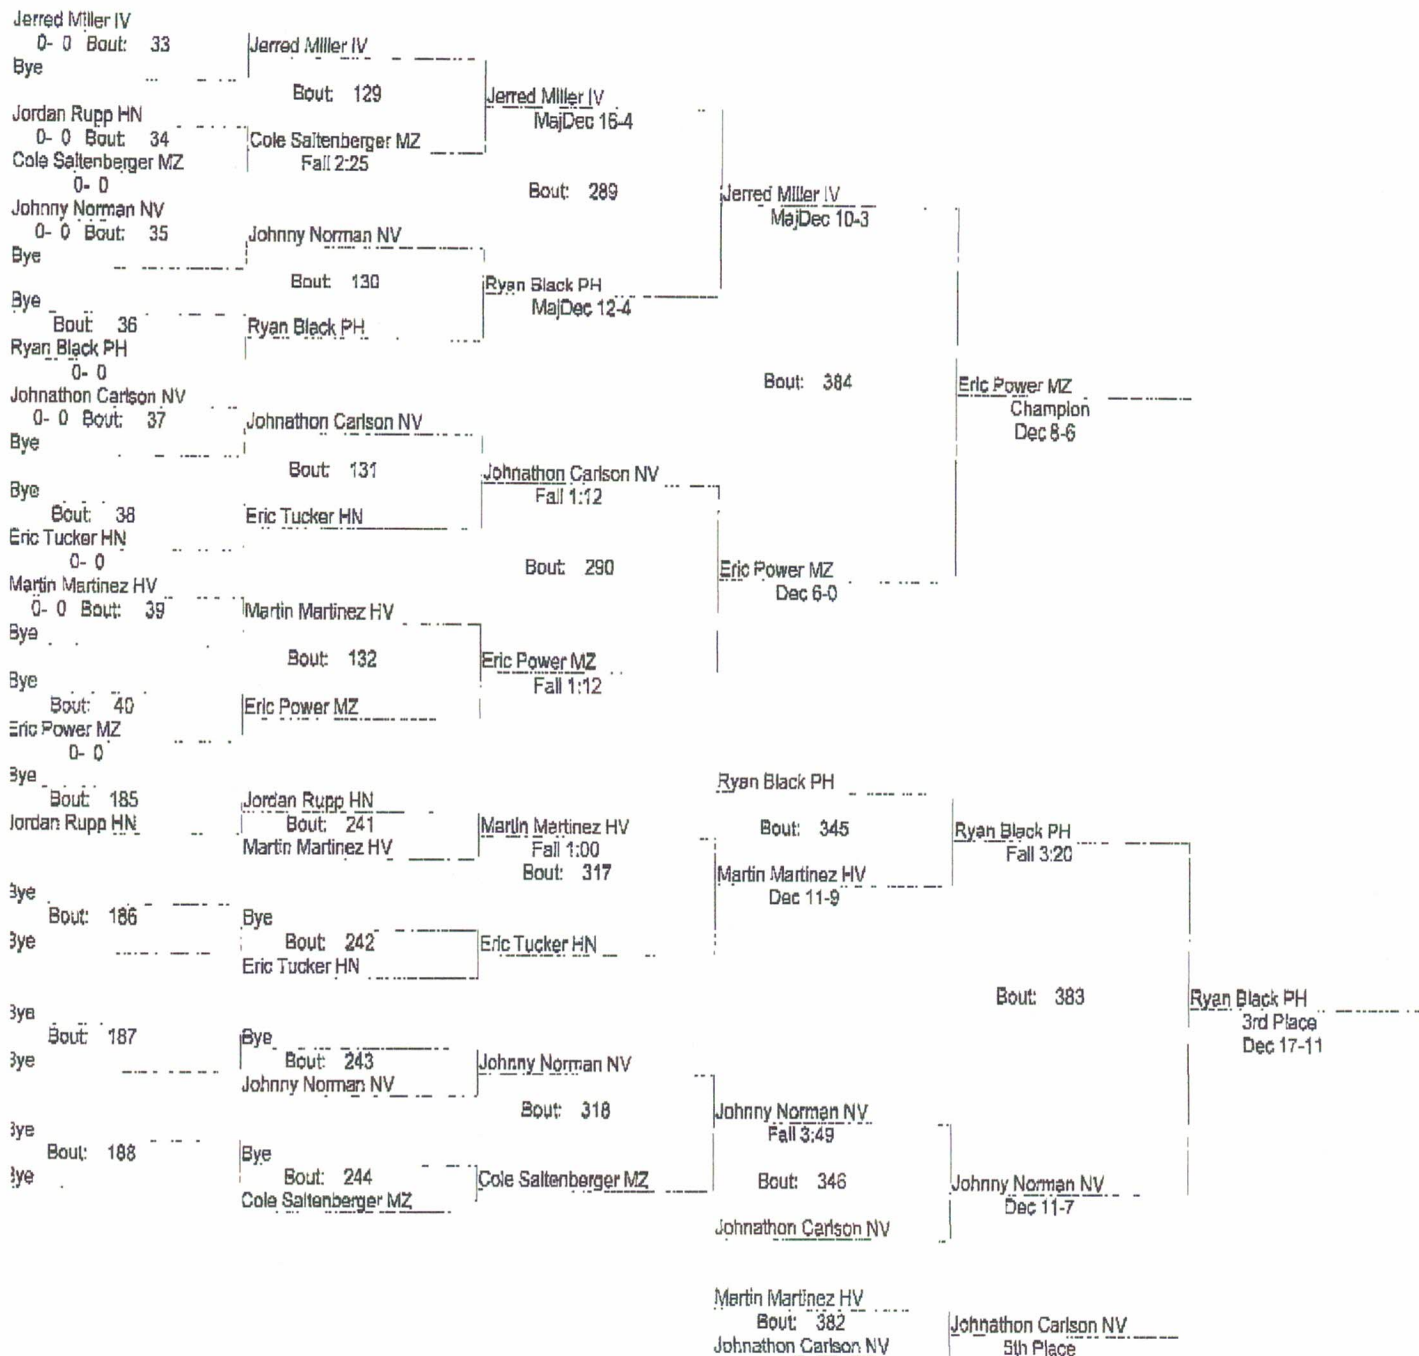 Jerred Miller IV
0- 0 Bout: 33
Bye
Jordan Rupp HN
0- 0 Bout: 34
Cole Saltenberger MZ
0- 0
Johnny Norman NV
0- 0 Bout: 35
Bye
Bye
Bout: 36
Ryan Black PH
0- 0
Johnathon Carlson NV
0- 0 Bout: 37
Bye
Bye
Bout: 38
Eric Tucker HN
0- 0
Martin Martinez HV
0- 0 Bout: 39
Bye
Bye
Bout: 40
Eric Power MZ
0- 0
Jerred Miller IV
Bout: 129
Cole Saltenberger MZ
Fall 2:25
Johnny Norman NV
Bout: 130
Ryan Black PH
Johnathon Carlson NV
Bout: 131
Eric Tucker HN
Martin Martinez HV
Bout: 132
Eric Power MZ
Jerred Miller IV
MajDec 16-4
Bout: 289
Ryan Black PH
MajDec 12-4
Johnathon Carlson NV
Fall 1:12
Bout: 290
Eric Power MZ
Fall 1:12
Jerred Miller IV
MajDec 10-3
Bout: 384
Eric Power MZ
Dec 6-0
Eric Power MZ
Champion
Dec 8-6
Bye
Bout: 185
Jordan Rupp HN
Bye
Bout: 186
Bye
Bye
Bout: 187
Bye
Bye
Bout: 188
Bye
Jordan Rupp HN
Bout: 241
Martin Martinez HV
Bye
Bout: 242
Eric Tucker HN
Bye
Bout: 243
Johnny Norman NV
Bye
Bout: 244
Cole Saltenberger MZ
Martin Martinez HV
Fall 1:00
Bout: 317
Eric Tucker HN
Johnny Norman NV
Bout: 318
Cole Saltenberger MZ
Ryan Black PH
Bout: 345
Martin Martinez HV
Dec 11-9
Johnny Norman NV
Fall 3:49
Bout: 346
Johnathon Carlson NV
Ryan Black PH
Fall 3:20
Bout: 383
Johnny Norman NV
Dec 11-7
Ryan Black PH
3rd Place
Dec 17-11
Martin Martinez HV
Bout: 382
Johnathon Carlson NV
Johnathon Carlson NV
5th Place